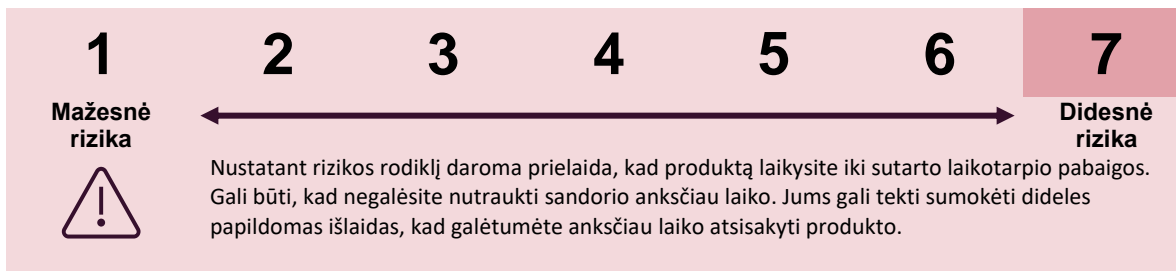 1 2 3 4 5 6 7
Mažesnė rizika
Didesnė rizika
Nustatant rizikos rodiklį daroma prielaida, kad produktą laikysite iki sutarto laikotarpio pabaigos.
Gali būti, kad negalėsite nutraukti sandorio anksčiau laiko. Jums gali tekti sumokėti dideles
papildomas išlaidas, kad galėtumėte anksčiau laiko atsisakyti produkto.